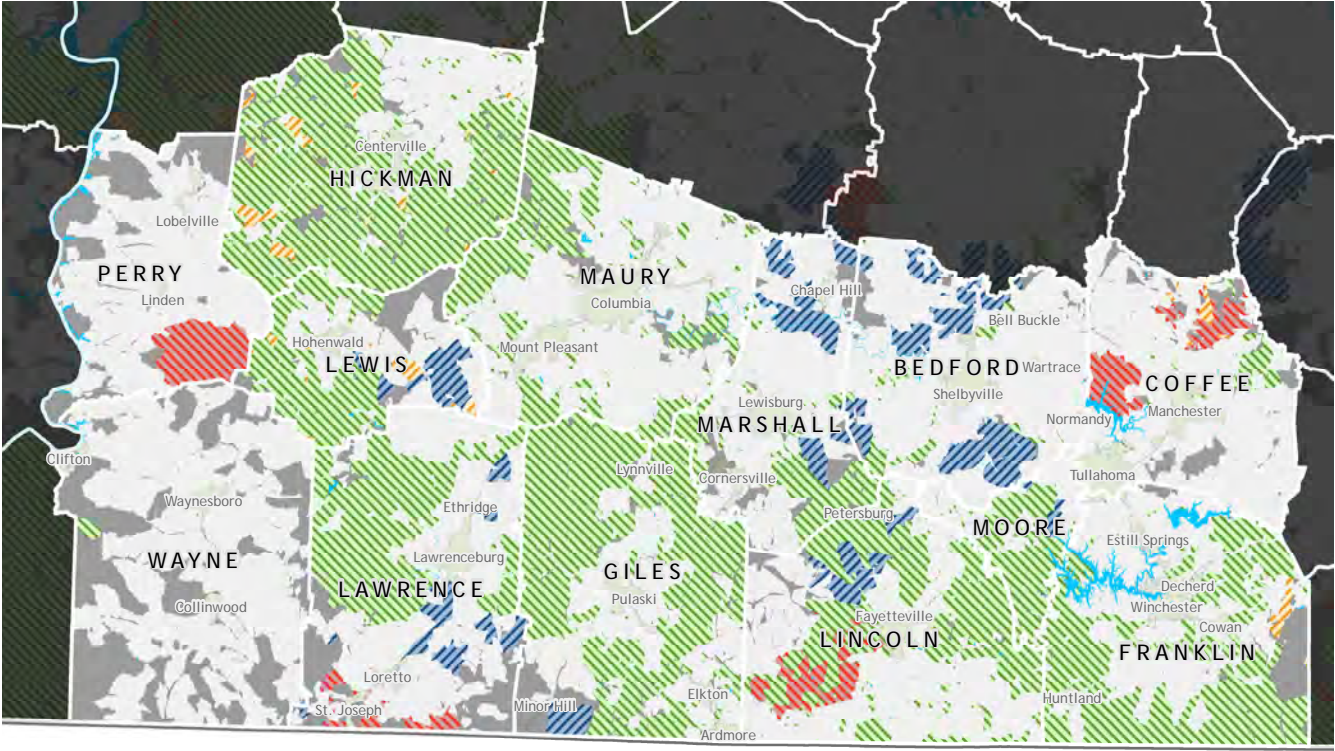 Centerville
HICKMAN
Lobelville
PERRY
MAURY
Linden
Columbia
Chapel Hill
Bell Buckle
Hohenwald
Mount Pleasant
LEWIS
BEDFORD
Wartrace
COFFEE
Shelbyville
Lewisburg
Manchester
Normandy
MARSHALL
Clifton
Lynnville
Cornersville
Tullahoma
Waynesboro
Ethridge
Petersburg
MOORE
Estill Springs
WAYNE
Lawrenceburg
GILES
LAWRENCE
Decherd
Pulaski
Collinwood
Winchester
Fayetteville
Cowan
LINCOLN
FRANKLIN
Loretto
Elkton
Huntland
Minor Hill
St. Joseph
Ardmore